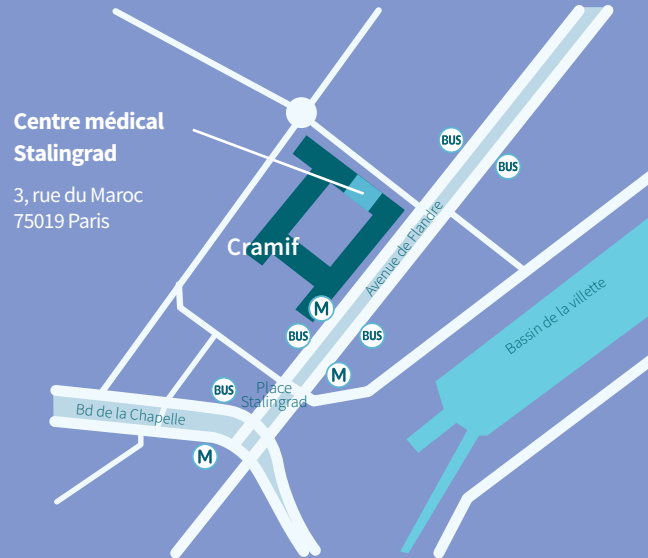 Centre médical
Stalingrad
3, rue du Maroc
75019 Paris
BUS
BUS
Cramif
Avenue de Flandre
Bassin de la villette
M
BUS
BUS
M
BUS
Place
Stalingrad
Bd de la Chapelle
M